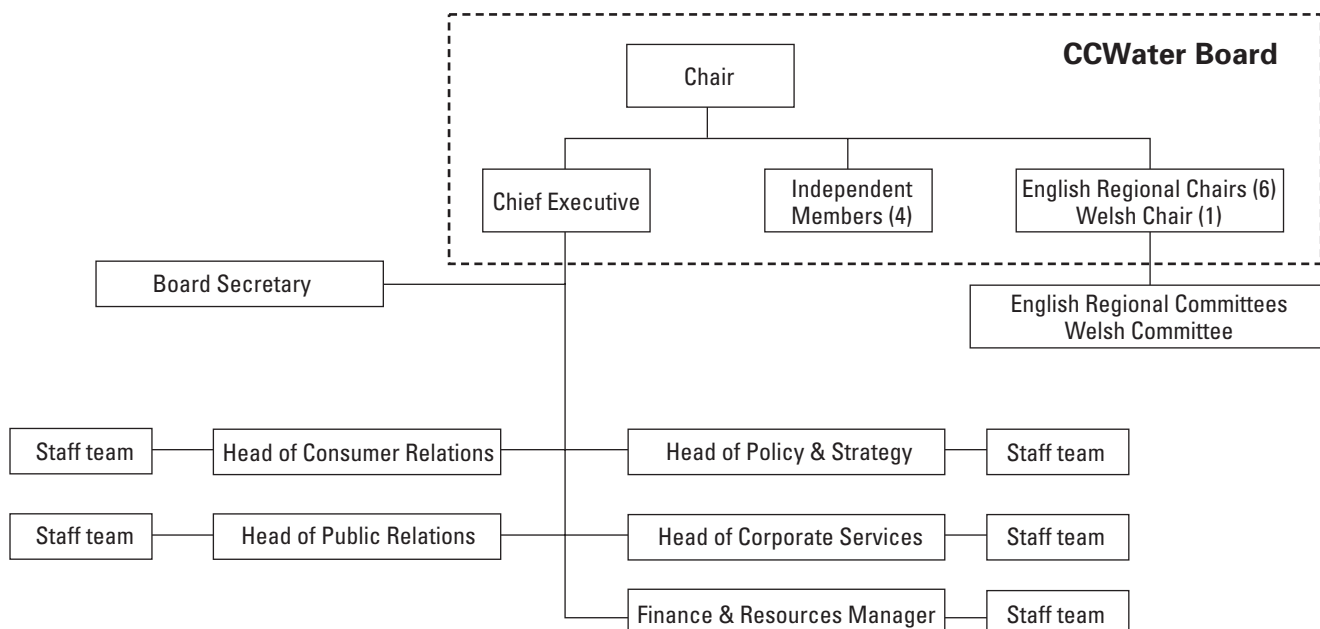 CCWater Board
Chair
Chief Executive
Independent
Members (4)
English Regional Chairs (6)
Welsh Chair (1)
Board Secretary
English Regional Committees
Welsh Committee
Staff team
Head of Consumer Relations
Head of Policy & Strategy
Staff team
Staff team
Head of Public Relations
Head of Corporate Services
Staff team
Finance & Resources Manager
Staff team